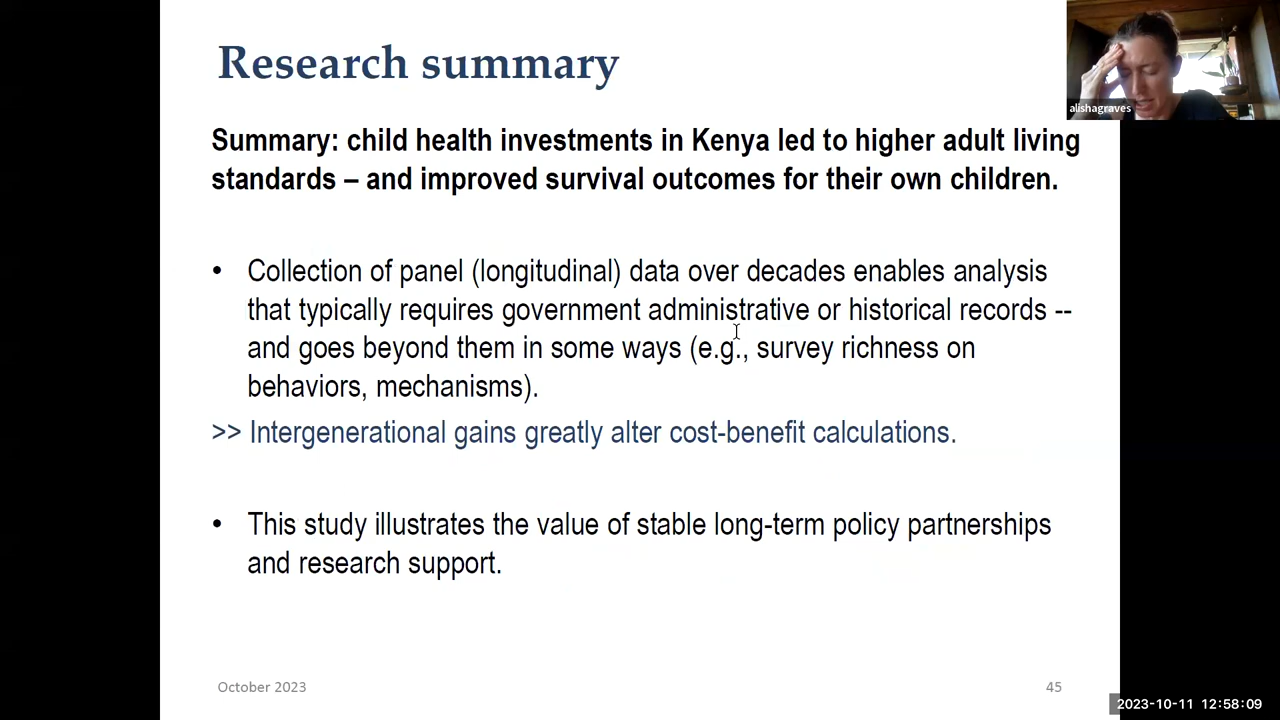 Research summary
alishagraves
Summary: child health investments in Kenya led to higher adult living
standards – and improved survival outcomes for their own children.
• Collection of panel (longitudinal) data over decades enables analysis
that typically requires government administrative or historical records --
and goes beyond them in some ways (e.g., survey richness on
behaviors, mechanisms).
>> Intergenerational gains greatly alter cost-benefit calculations.
• This study illustrates the value of stable long-term policy partnerships
and research support.
October 2023
45
2023-10-11 12:58:09